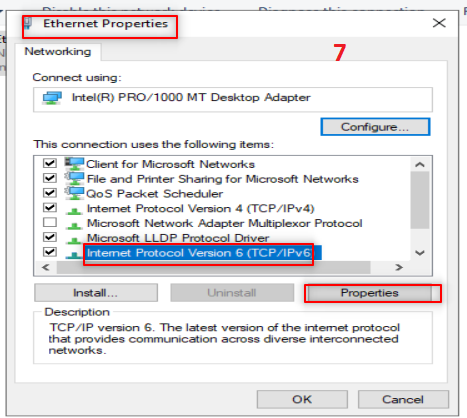 Ethernet Properties
7
Networking
Connect using:
Intel(R) PRO/1000 MT Desktop Adapter
Configure...
This connection uses the following items:
Client for Microsoft Networks
File and Printer Sharing for Microsoft Networks
QoS Packet Scheduler
Internet Protocol Version 4 (TCP/IPv4)
Microsoft Network Adapter Multiplexor Protocol
Microsoft LLDP Protocol Driver
Internet Protocol Version 6 (TCP/IPv6)
Install...
Uninstall
Properties
Description
TCP/IP version 6. The latest version of the internet protocol
that provides communication across diverse interconnected
networks.
OK
Cancel